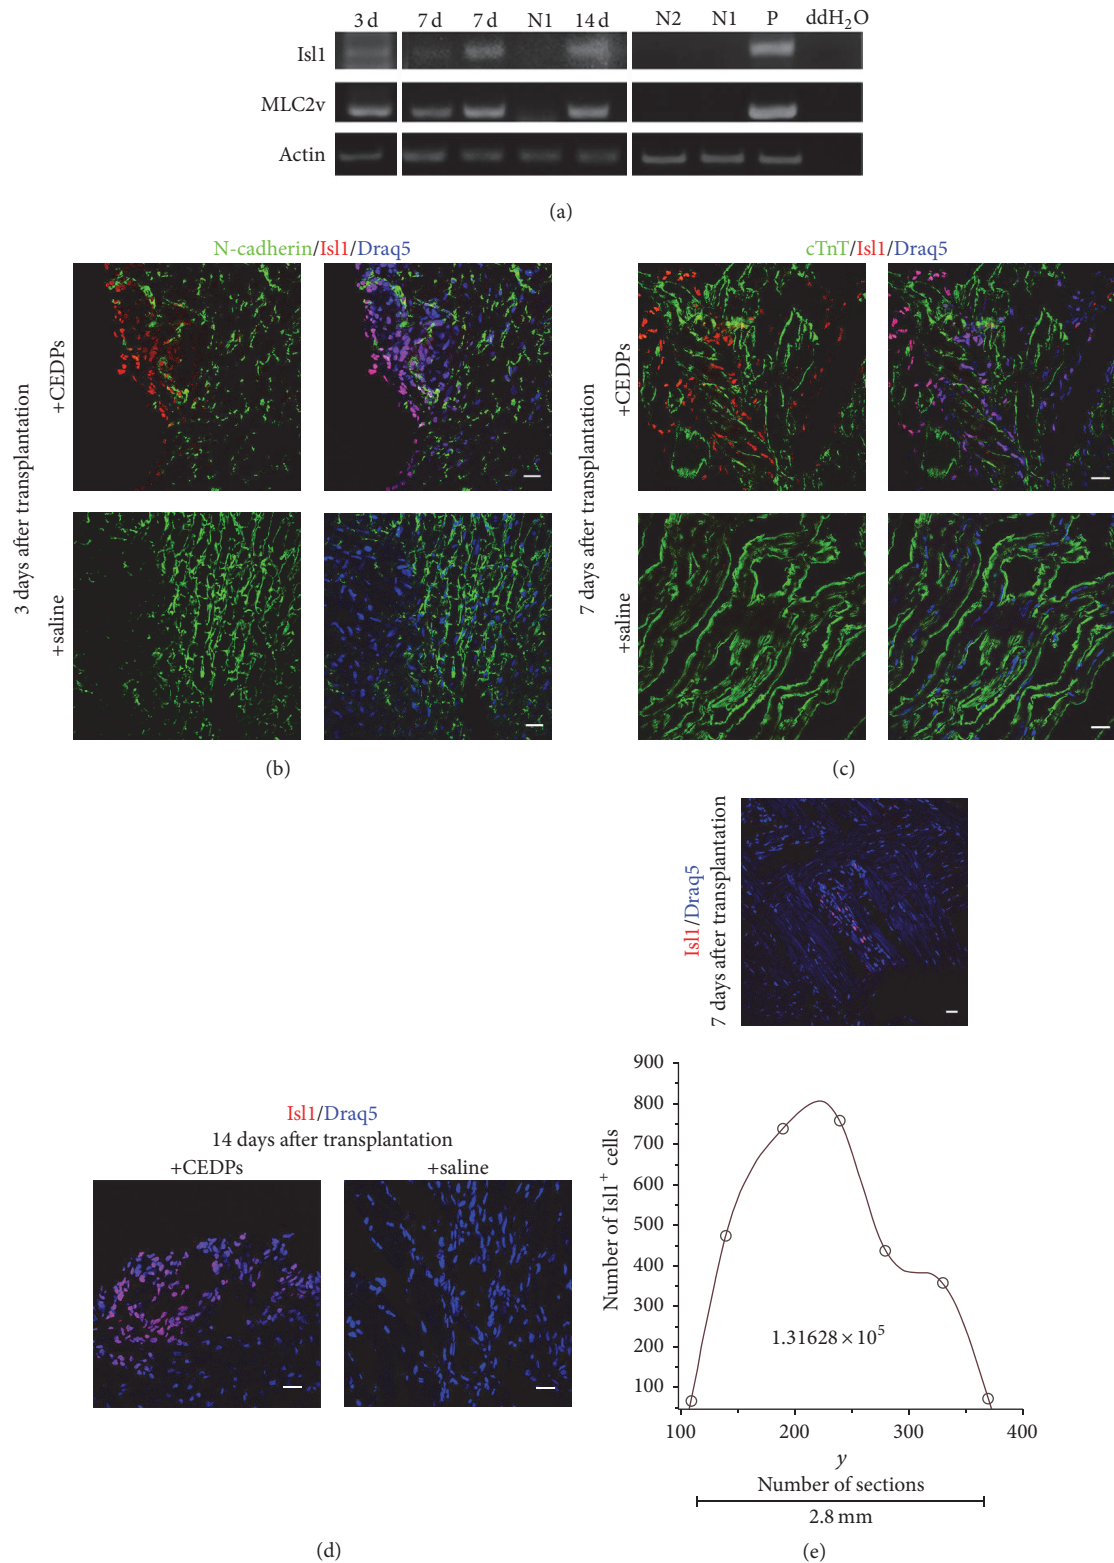 3 d 7 d 7 d N1 14 d N2 N1 P ddH₂O
Isl1
MLC2v
Actin
(a)
N-cadherin/Isl1/Draq5
3 days after transplantation
+CEDPs
+saline
(b)
cTnT/Isl1/Draq5
7 days after transplantation
+CEDPs
+saline
(c)
Isl1/Draq5
14 days after transplantation
+CEDPs +saline
(d)
Isl1/Draq5
7 days after transplantation
Number of Isl1⁺ cells
900
800
700
600
500
400
300
200
100
1.31628 × 10⁵
100 200 300 400
y
Number of sections
2.8 mm
(e)